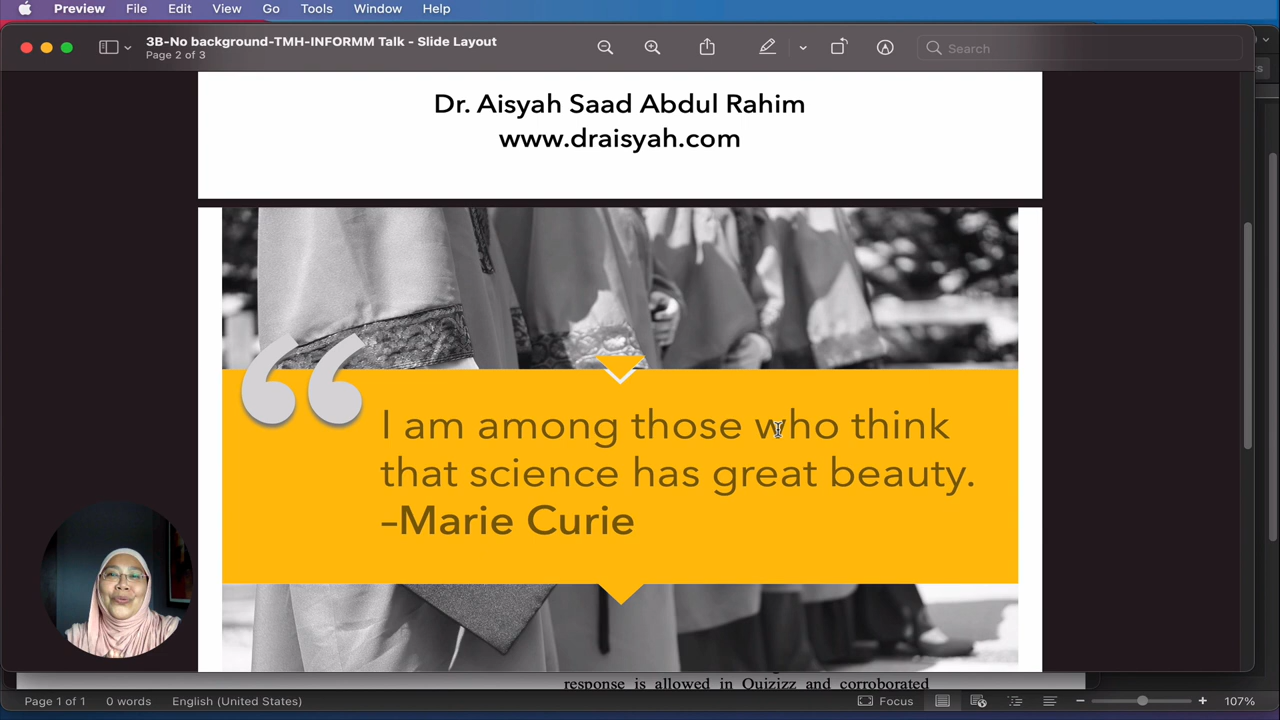 Preview File Edit View Go Tools Window Help
3B-No background-TMH-INFORMM Talk - Slide Layout
Page 2 of 3
Search
Dr. Aisyah Saad Abdul Rahim
www.draisyah.com
“
I am among those who think
that science has great beauty.
–Marie Curie
response is allowed in Quizizz and corroborated
Page 1 of 1 0 words English (United States) Focus 107%